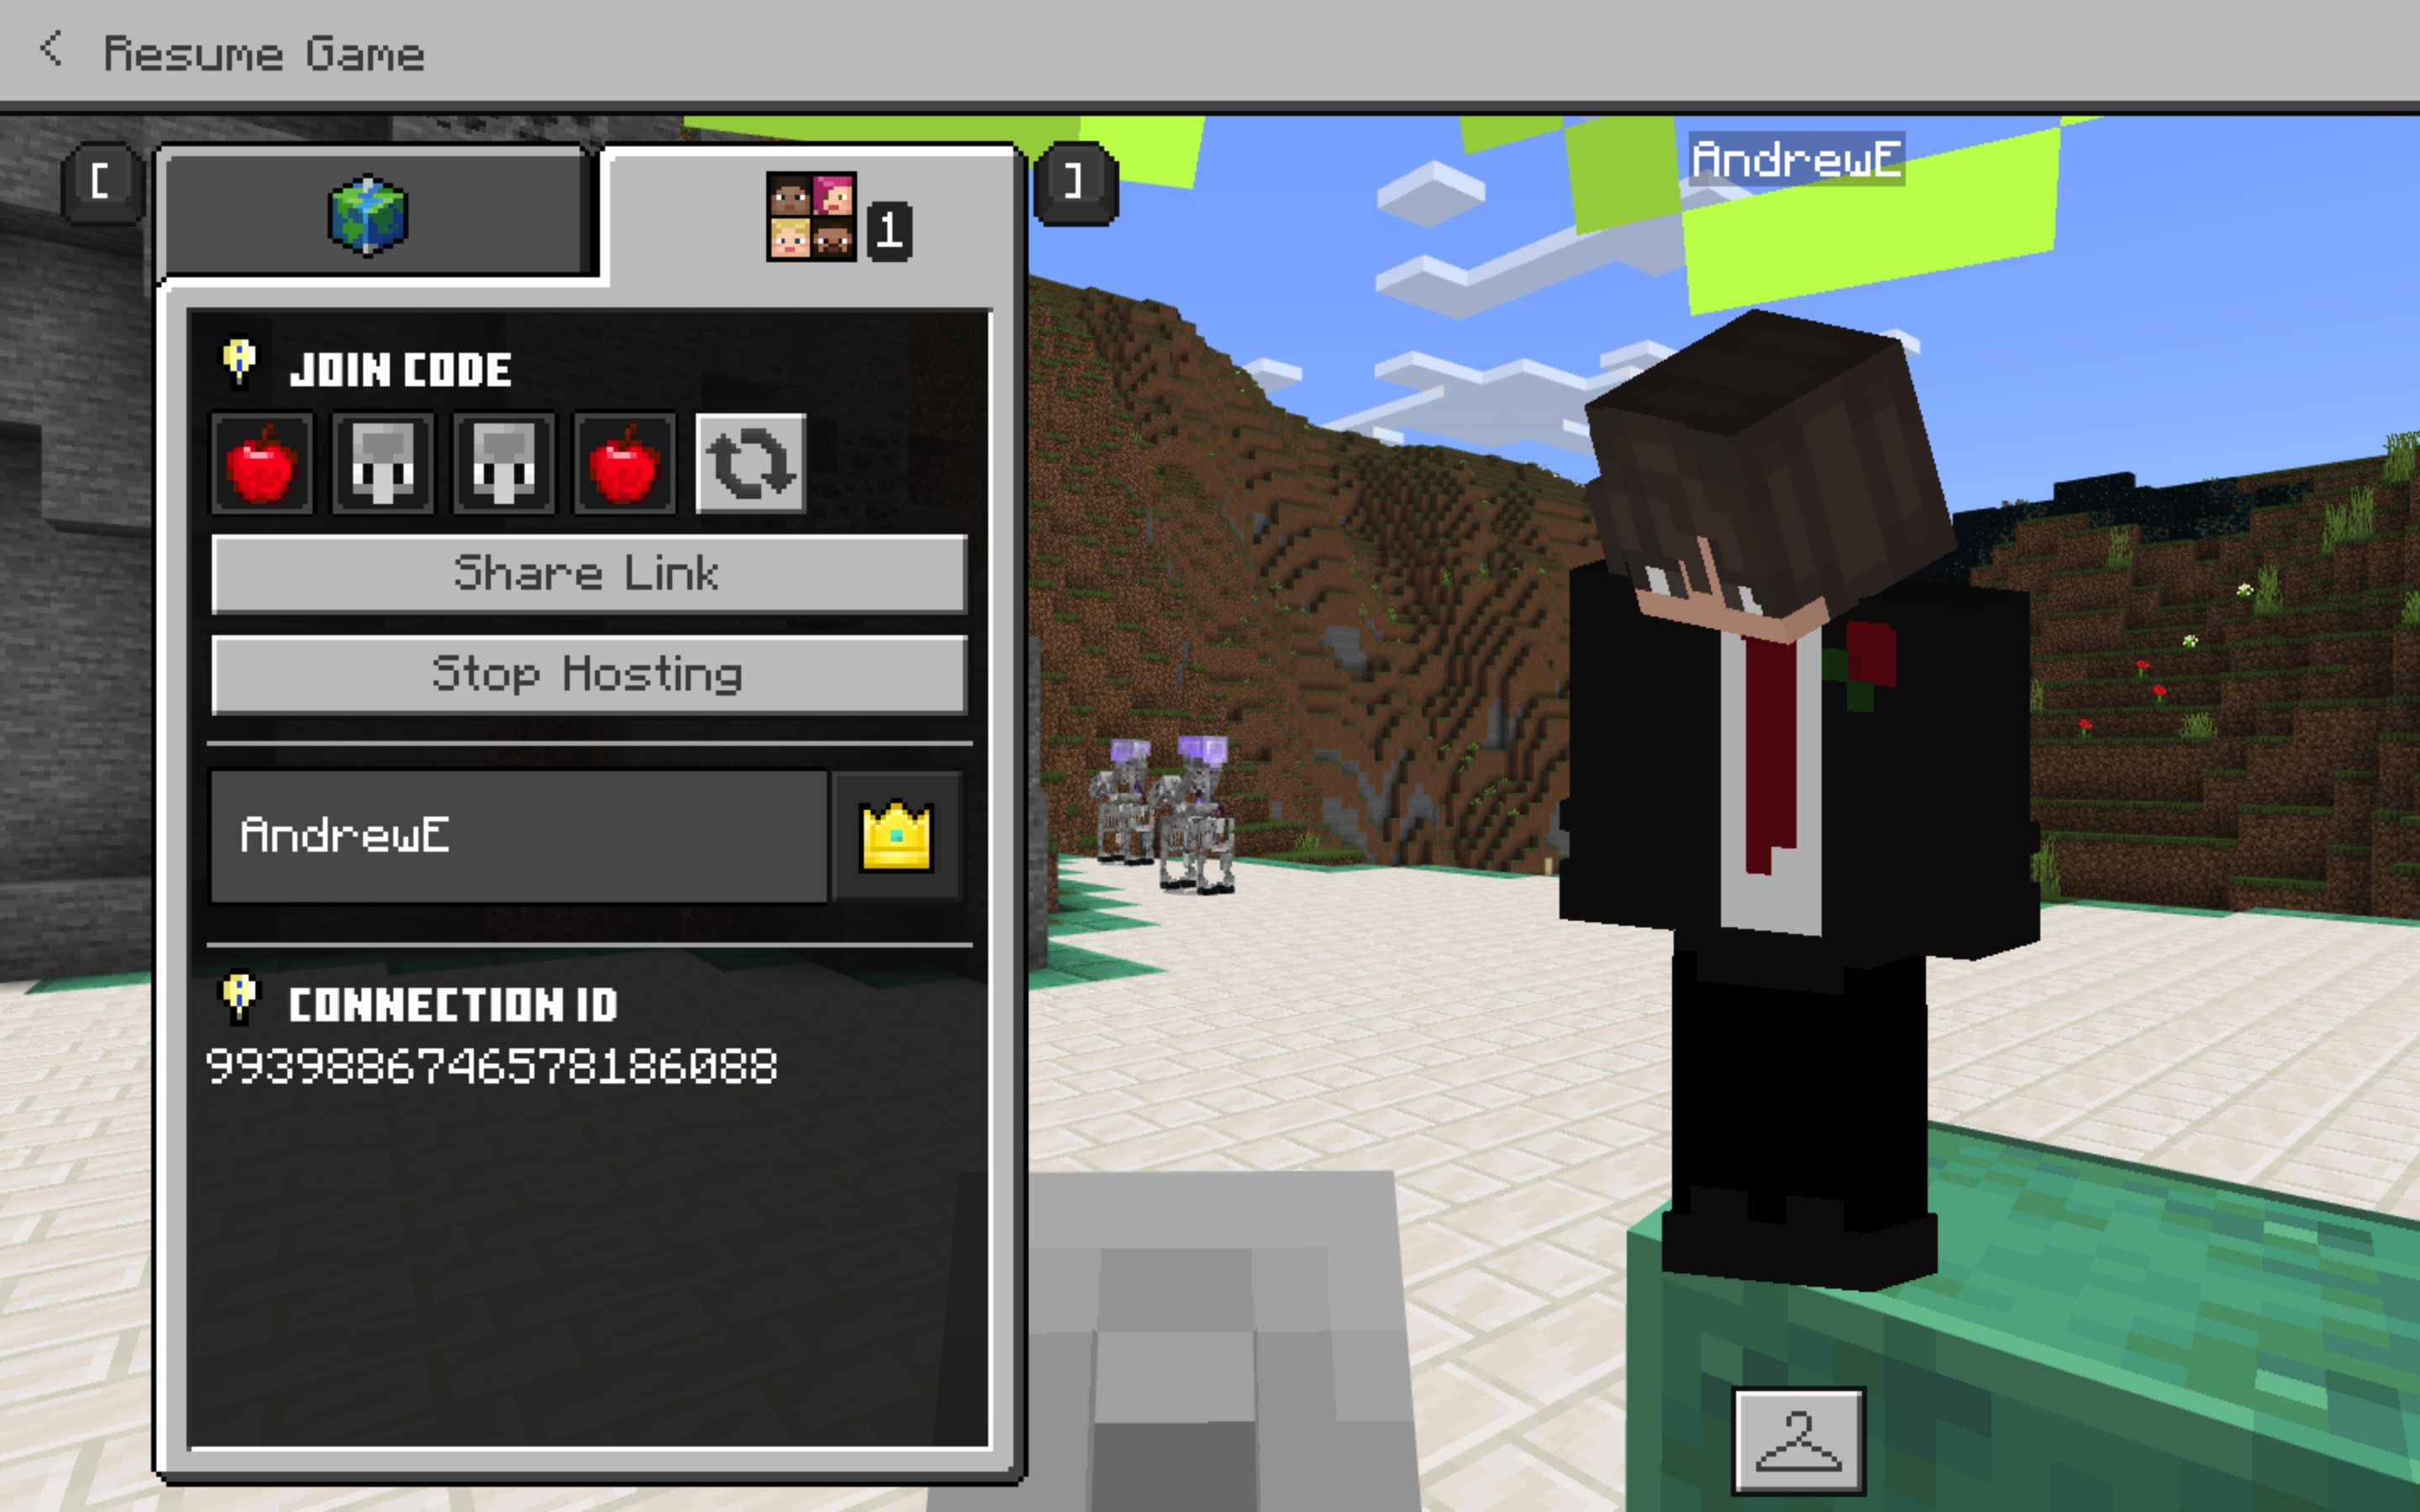 Resume Game
[
1
]
AndrewE
JOIN CODE
Share Link
Stop Hosting
AndrewE
CONNECTION ID
9939886746578186088